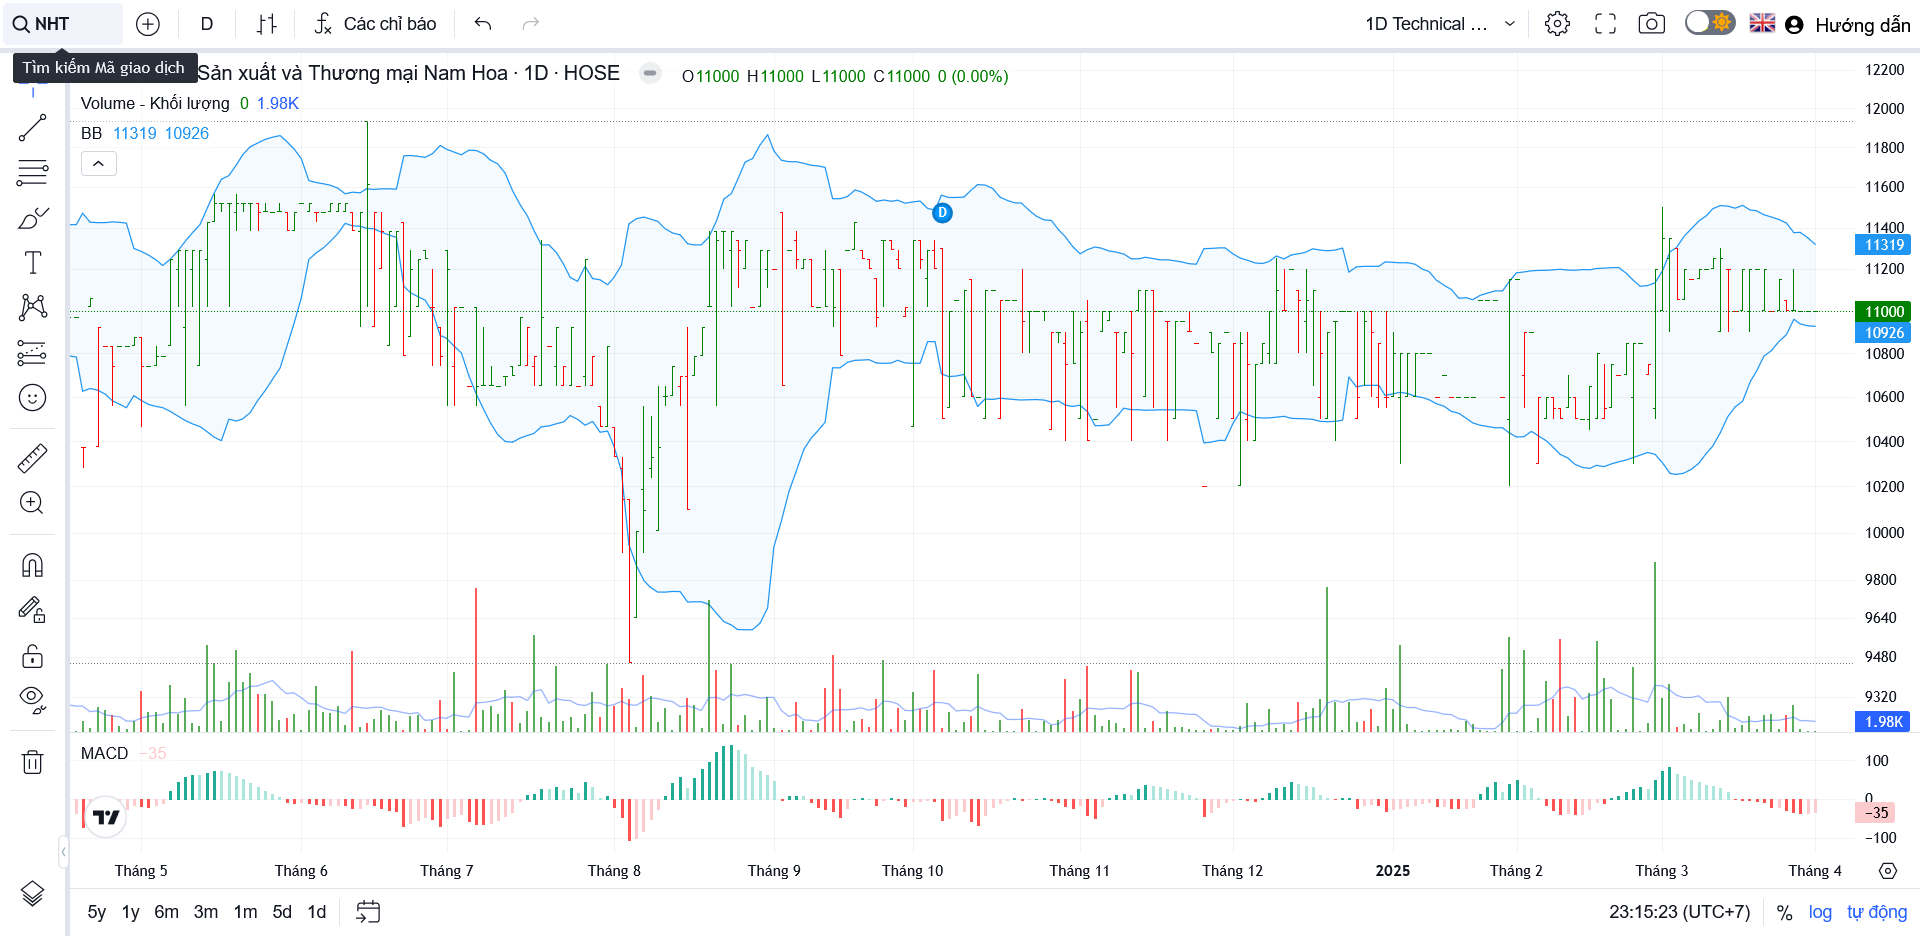 NHT
D
Các chỉ báo
1D Technical ...
Hướng dẫn
Tìm kiếm Mã giao dịch
Sản xuất và Thương mại Nam Hoa · 1D · HOSE
O11000 H11000 L11000 C11000 0 (0.00%)
Volume - Khối lượng 0 1.98K
BB 11319 10926
D
12200
12000
11800
11600
11400
11319
11200
11000
10926
10800
10600
10400
10200
10000
9800
9640
9480
9320
1.98K
MACD −35
100
0
−35
−100
Tháng 5 Tháng 6 Tháng 7 Tháng 8 Tháng 9 Tháng 10 Tháng 11 Tháng 12 2025 Tháng 2 Tháng 3 Tháng 4
5y 1y 6m 3m 1m 5d 1d
23:15:23 (UTC+7) % log tự động